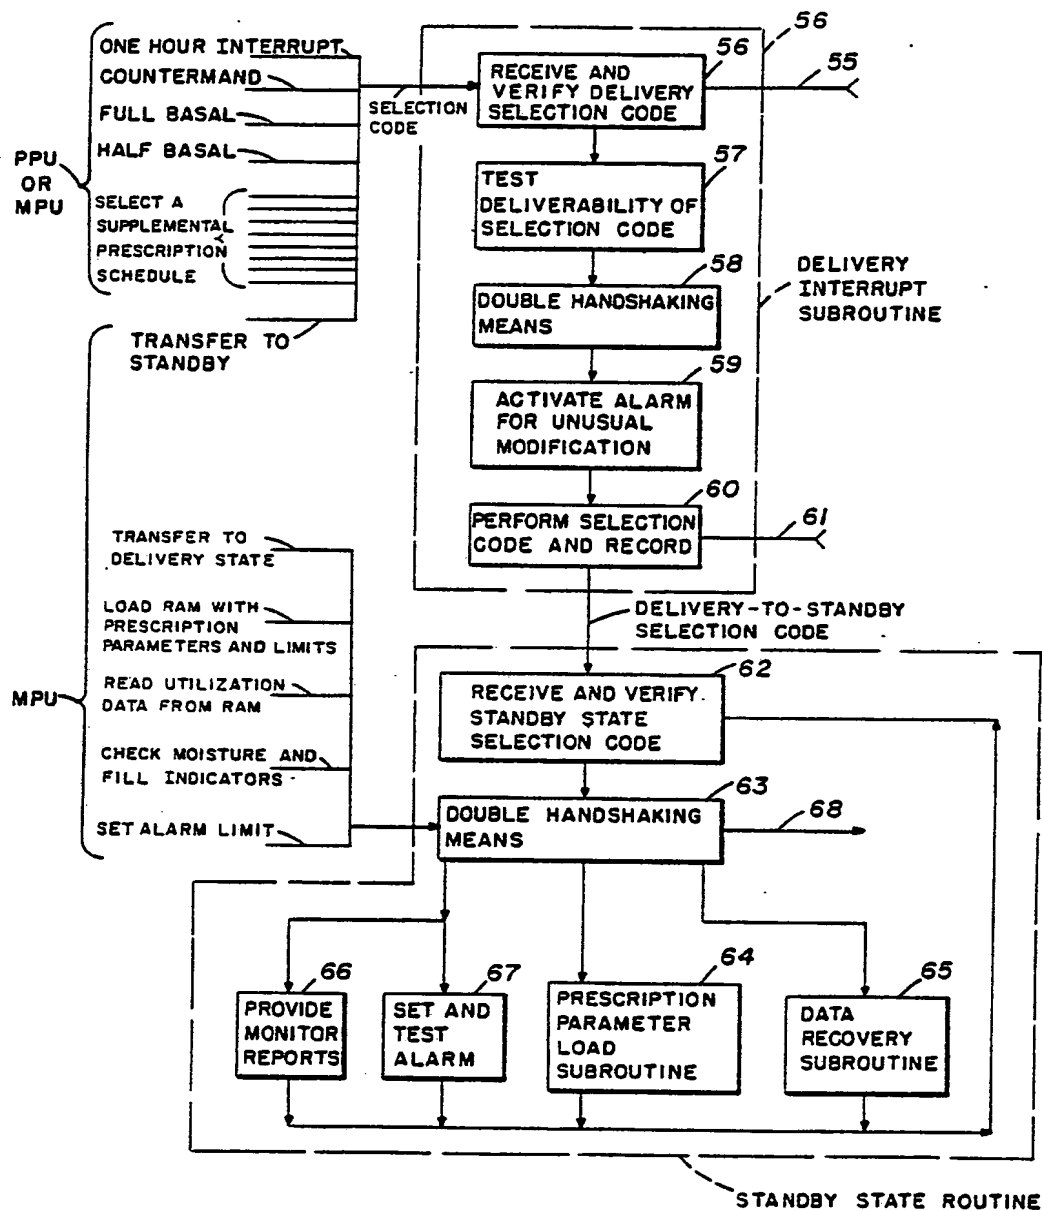 56
ONE HOUR INTERRUPT
COUNTERMAND
FULL BASAL
HALF BASAL
PPU
OR
MPU
SELECT A
SUPPLEMENTAL
PRESCRIPTION
SCHEDULE
TRANSFER TO
STANDBY
SELECTION
CODE
56
RECEIVE AND
VERIFY DELIVERY
SELECTION CODE
55
57
TEST
DELIVERABILITY OF
SELECTION CODE
58
DOUBLE HANDSHAKING
MEANS
DELIVERY
INTERRUPT
SUBROUTINE
59
ACTIVATE ALARM
FOR UNUSUAL
MODIFICATION
60
PERFORM SELECTION
CODE AND RECORD
61
DELIVERY-TO-STANDBY
SELECTION CODE
MPU
TRANSFER TO
DELIVERY STATE
LOAD RAM WITH
PRESCRIPTION
PARAMETERS AND LIMITS
READ UTILIZATION
DATA FROM RAM
CHECK MOISTURE AND
FILL INDICATORS
SET ALARM LIMIT
62
RECEIVE AND VERIFY
STANDBY STATE
SELECTION CODE
63
DOUBLE HANDSHAKING
MEANS
68
66
PROVIDE
MONITOR
REPORTS
67
SET AND
TEST
ALARM
64
PRESCRIPTION
PARAMETER
LOAD
SUBROUTINE
65
DATA
RECOVERY
SUBROUTINE
STANDBY STATE ROUTINE